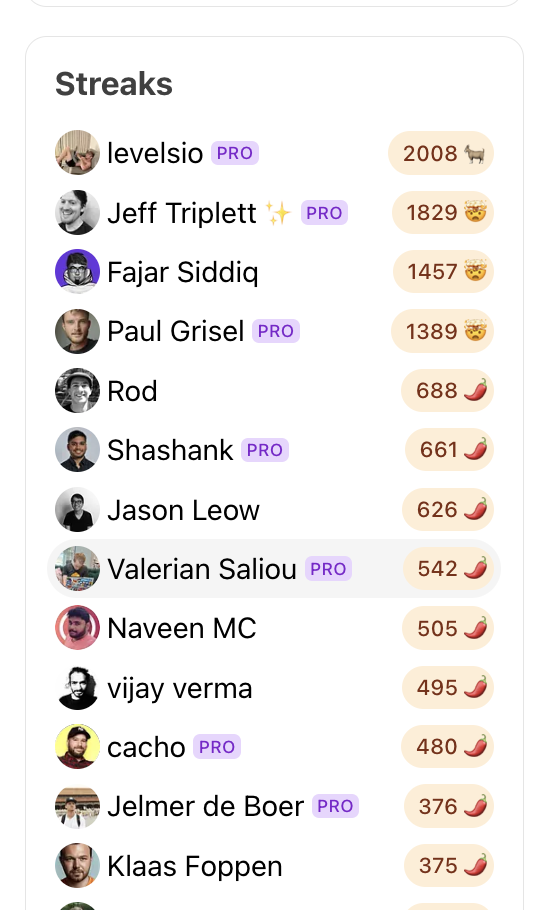 Streaks
levelsio PRO 2008 🐐
Jeff Triplett ✨ PRO 1829 🤯
Fajar Siddiq 1457 🤯
Paul Grisel PRO 1389 🤯
Rod 688 🌶️
Shashank PRO 661 🌶️
Jason Leow 626 🌶️
Valerian Saliou PRO 542 🌶️
Naveen MC 505 🌶️
vijay verma 495 🌶️
cacho PRO 480 🌶️
Jelmer de Boer PRO 376 🌶️
Klaas Foppen 375 🌶️